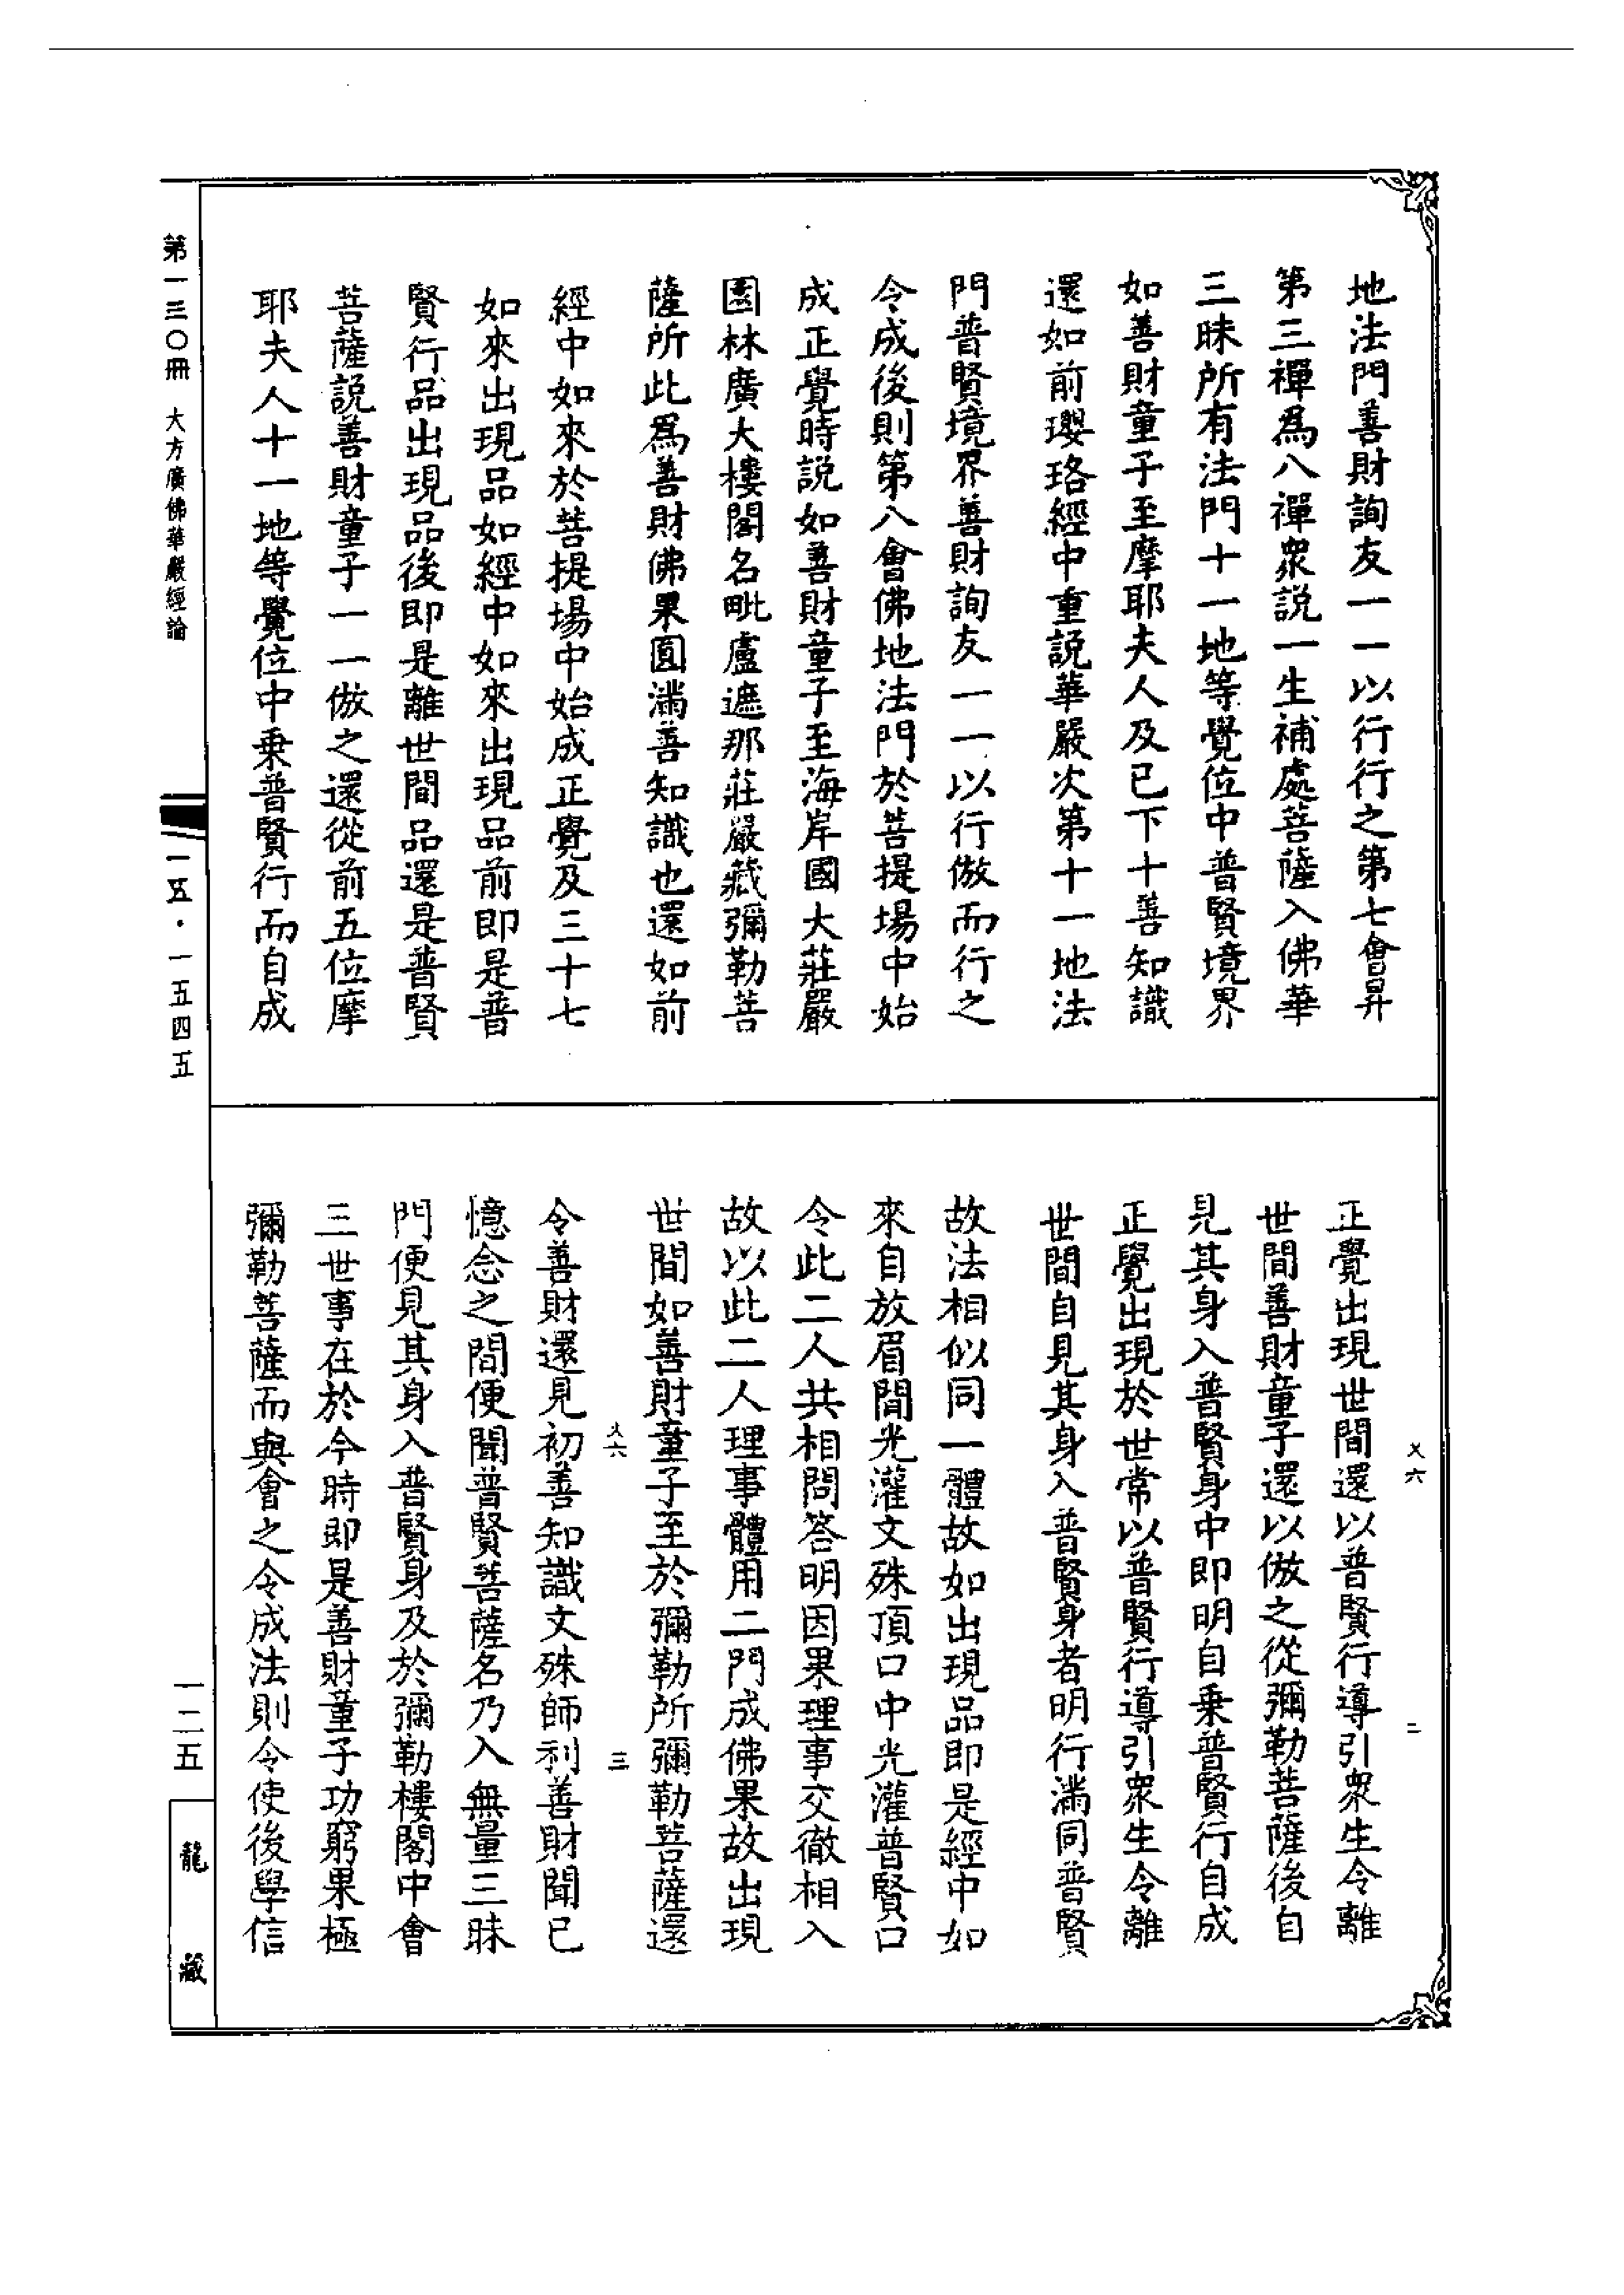 地法門善財詢友一一以行行之第七會昇
第三禪為八禪衆説一生補處菩薩入佛華
三昧所有法門十一地等覺位中普賢境界
如善財童子至摩耶夫人及已下十善知識
還如前瓔珞經中重説華嚴次第十一地法
門普賢境界善財詢友一一以行倣而行之
令成後則第八會佛地法門於菩提場中始
成正覺時説如善財童子至海岸國大莊嚴
園林廣大樓閣名毗盧遮那莊嚴藏彌勒菩
薩所此爲善財佛果圓滿善知識也還如前
經中如來於菩提場中始成正覺及三十七
如來出現品如經中如來出現品前即是普
賢行品出現品後即是離世間品還是普賢
菩薩説善財童子一一倣之還從前五位摩
耶夫人十一地等覺位中乗普賢行而自成
正覺出現世間還以普賢行導引衆生令離
世間善財童子還以倣之從彌勒菩薩後自
見其身入普賢身中即明自乗普賢行自成
正覺出現於世常以普賢行導引衆生令離
世間自見其身入普賢身者明行滿同普賢
故法相似同一體故如出現品即是經中如
來自放眉間光灌文殊頂口中光灌普賢口
令此二人共相問答明因果理事交徹相入
故以此二人理事體用二門成佛果故出現
世間如善財童子至於彌勒所彌勒菩薩還
令善財還見初善知識文殊師利善財聞已
憶念之間便聞普賢菩薩名乃入無量三昧
門便見其身入普賢身及於彌勒樓閣中會
三世事在於今時即是善財童子功窮果極
彌勒菩薩而與會之令成法則令使後學信
乂六
二
乂六
三
第一三〇冊 大方廣佛華嚴經論
一五·一五四五
一二五
龍藏